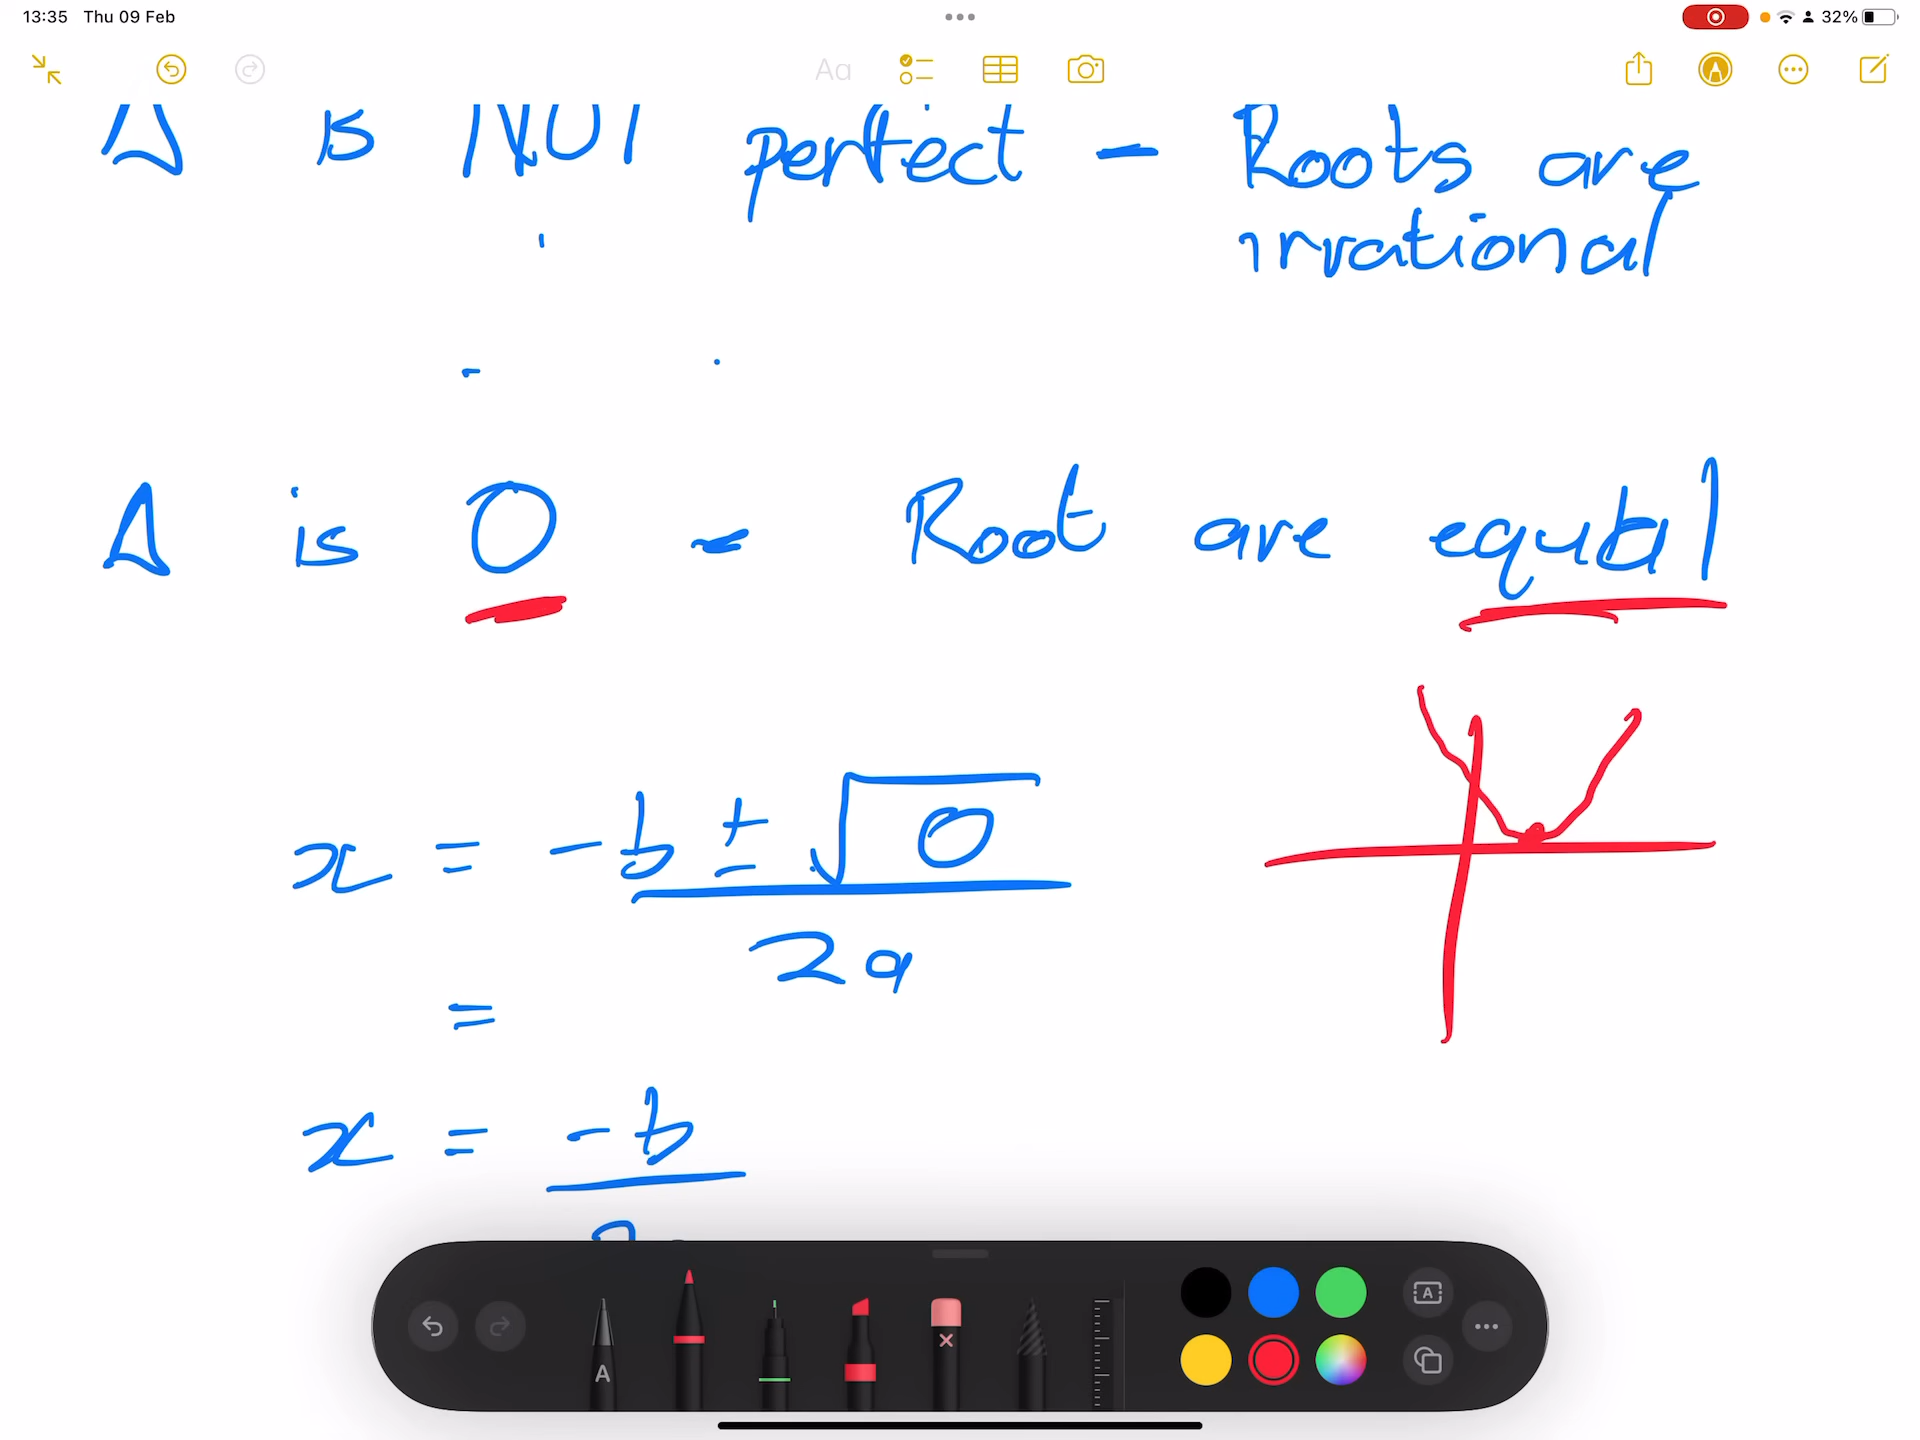 13:35 Thu 09 Feb 32%
Aa
Δ is NOT perfect - Roots are
irrational
Δ is 0 - Root are equal
x = -b ± √0
2a
=
x = -b
A
A